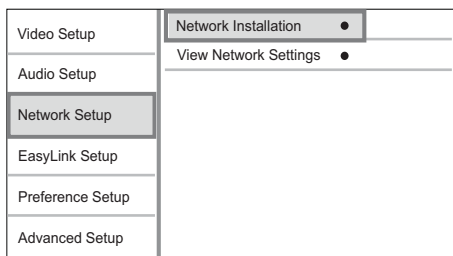 Video Setup
Audio Setup
Network Setup
EasyLink Setup
Preference Setup
Advanced Setup
Network Installation
View Network Settings